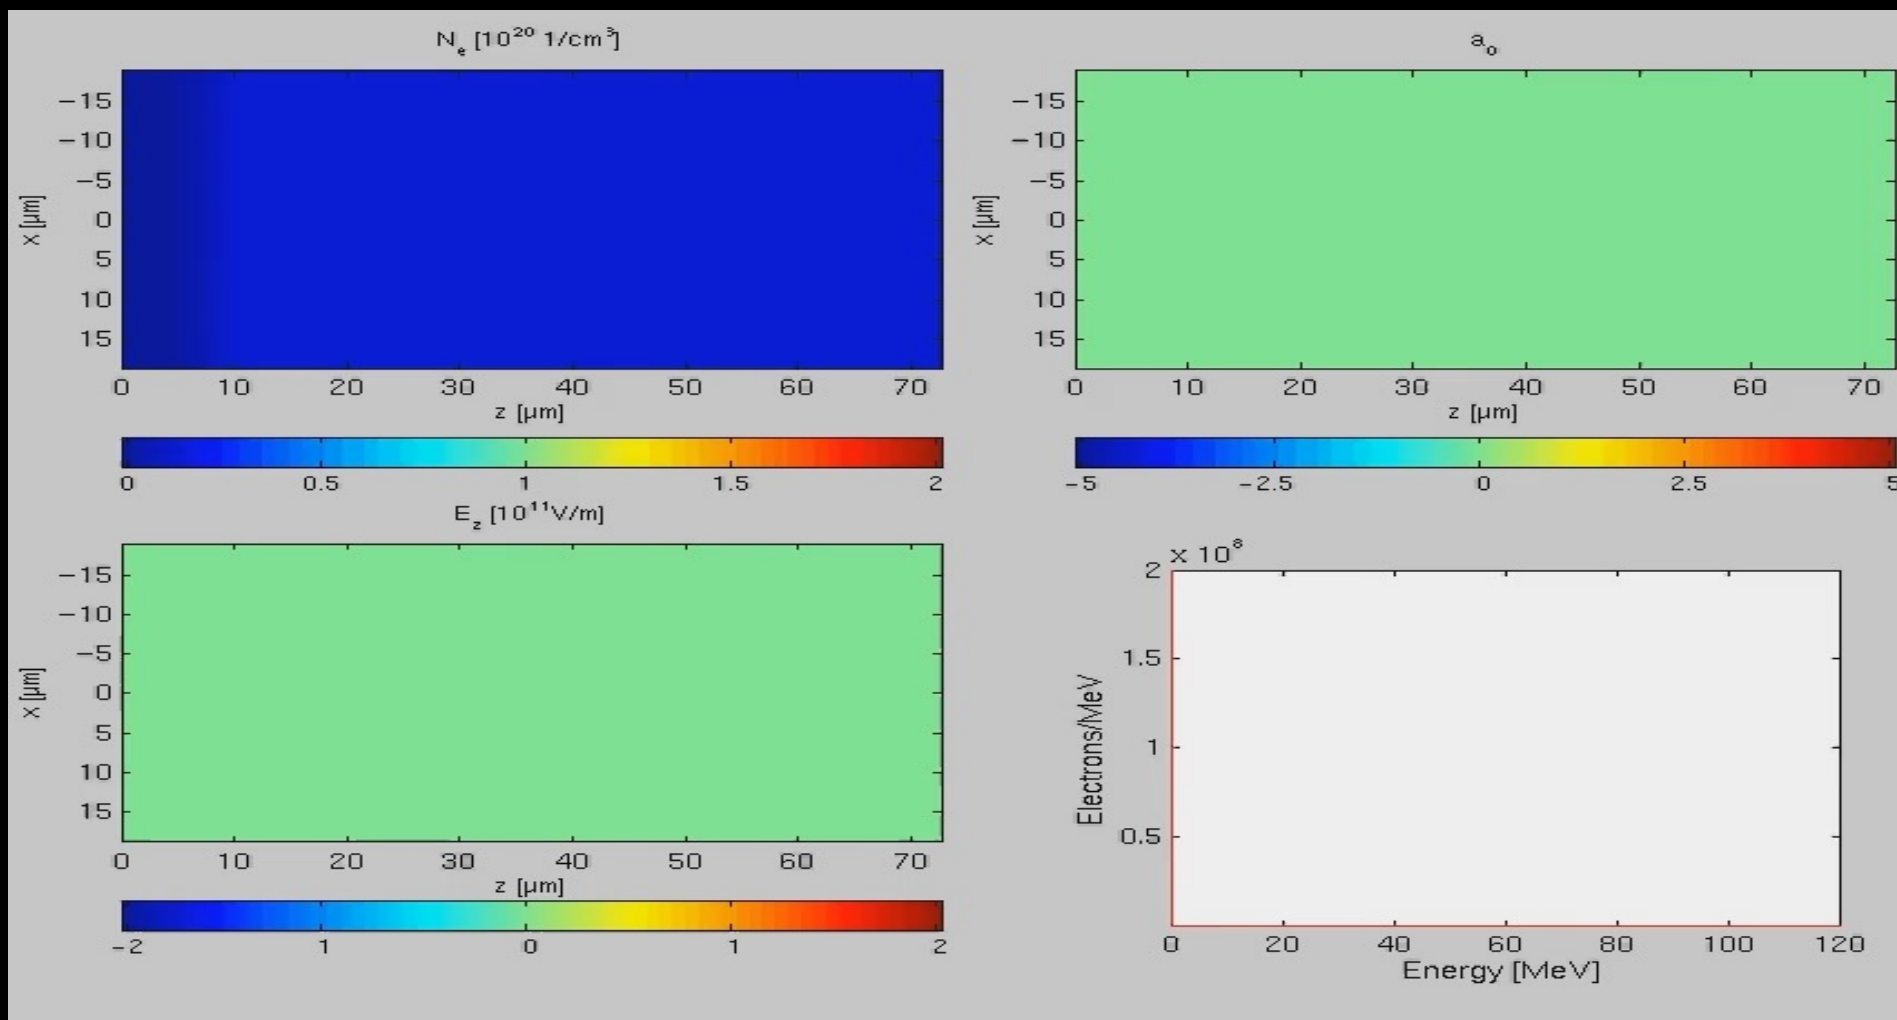 N_e [10^20 1/cm^3]
−15
−10
−5
0
5
10
15
x [µm]
0 10 20 30 40 50 60 70
z [µm]
0 0.5 1 1.5 2
a_o
−15
−10
−5
0
5
10
15
x [µm]
0 10 20 30 40 50 60 70
z [µm]
−5 −2.5 0 2.5 5
E_z [10^11V/m]
−15
−10
−5
0
5
10
15
x [µm]
0 10 20 30 40 50 60 70
z [µm]
−2 1 0 1 2
x 10^8
2
1.5
1
0.5
Electrons/MeV
0 20 40 60 80 100 120
Energy [MeV]